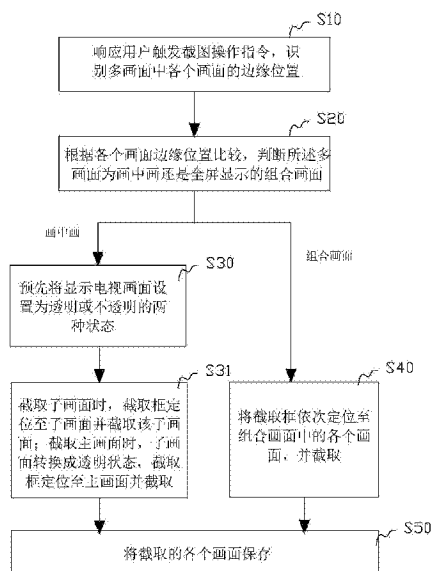 S10
响应用户触发截图操作指令，识
别多画面中各个画面的边缘位置
S20
根据各个画面边缘位置比较，判断所述多
画面为画中画还是全屏显示的组合画面
画中画
组合画面
S30
预先将显示电视画面设
置为透明或不透明的两
种状态
S31
截取子画面时，截取框定
位至子画面并截取该子画
面；截取主画面时，子画
面转换成透明状态，截取
框定位至主画面并截取
S40
将截取框依次定位至
组合画面中的各个画
面，并截取
S50
将截取的各个画面保存